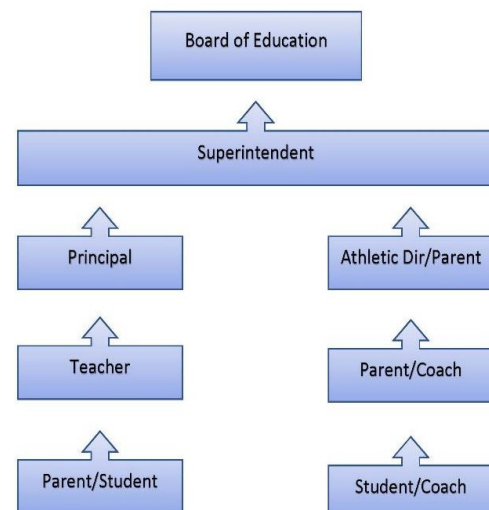 Board of Education
Superintendent
Principal
Athletic Dir/Parent
Teacher
Parent/Coach
Parent/Student
Student/Coach